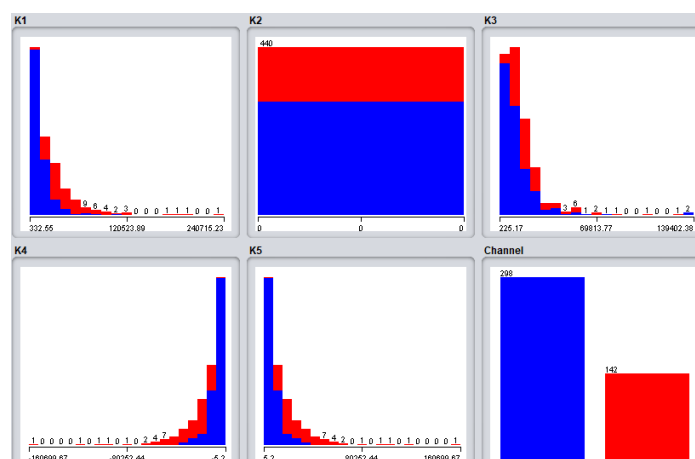 K1
K2
K3
9 6 4 2 3 0 0 0 1 1 1 0 0 1
332.55 120523.89 240715.23
440
0 0 0
3 6 1 2 1 1 0 0 1 0 0 1 2
225.17 69813.77 139402.38
K4
K5
Channel
1 0 0 0 0 1 0 1 1 0 1 0 2 4 7
-160699.67 -80352.44 -5.2
7 4 2 0 1 0 1 1 0 1 0 0 0 0 1
5.2 80352.44 160699.67
298
142